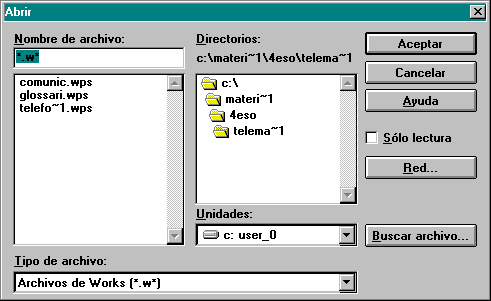 Abrir
Nombre de archivo:
*.w*
comunic.wps
glossari.wps
telefo~1.wps
Directorios:
c:\materi~1\4eso\telema~1
c:\
materi~1
4eso
telema~1
Unidades:
c: user_0
Tipo de archivo:
Archivos de Works (*.w*)
Aceptar
Cancelar
Ayuda
Sólo lectura
Red...
Buscar archivo...